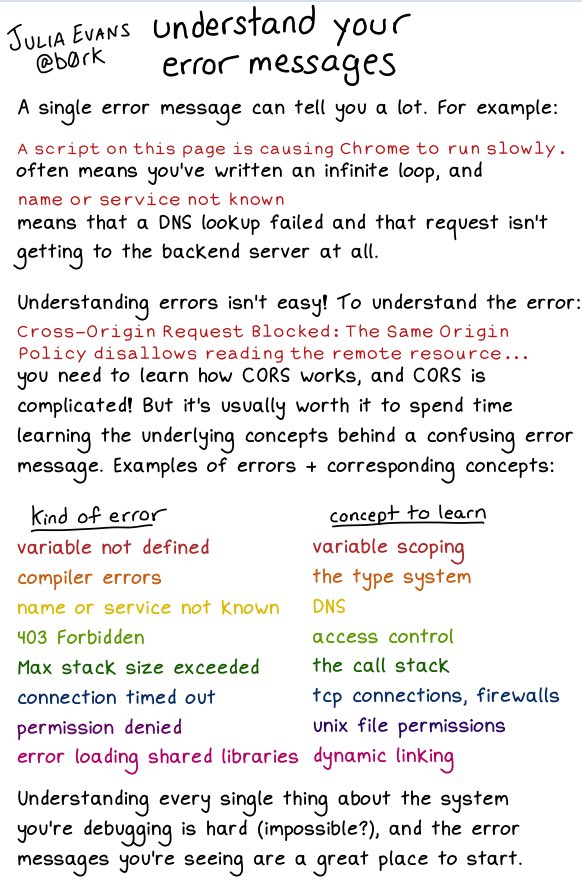 JULIA EVANS
@b0rk
understand your
error messages
A single error message can tell you a lot. For example:
A script on this page is causing Chrome to run slowly.
often means you've written an infinite loop, and
name or service not known
means that a DNS lookup failed and that request isn't
getting to the backend server at all.
Understanding errors isn't easy! To understand the error:
Cross-Origin Request Blocked: The Same Origin
Policy disallows reading the remote resource...
you need to learn how CORS works, and CORS is
complicated! But it's usually worth it to spend time
learning the underlying concepts behind a confusing error
message. Examples of errors + corresponding concepts:
kind of error concept to learn
variable not defined variable scoping
compiler errors the type system
name or service not known DNS
403 Forbidden access control
Max stack size exceeded the call stack
connection timed out tcp connections, firewalls
permission denied unix file permissions
error loading shared libraries dynamic linking
Understanding every single thing about the system
you're debugging is hard (impossible?), and the error
messages you're seeing are a great place to start.